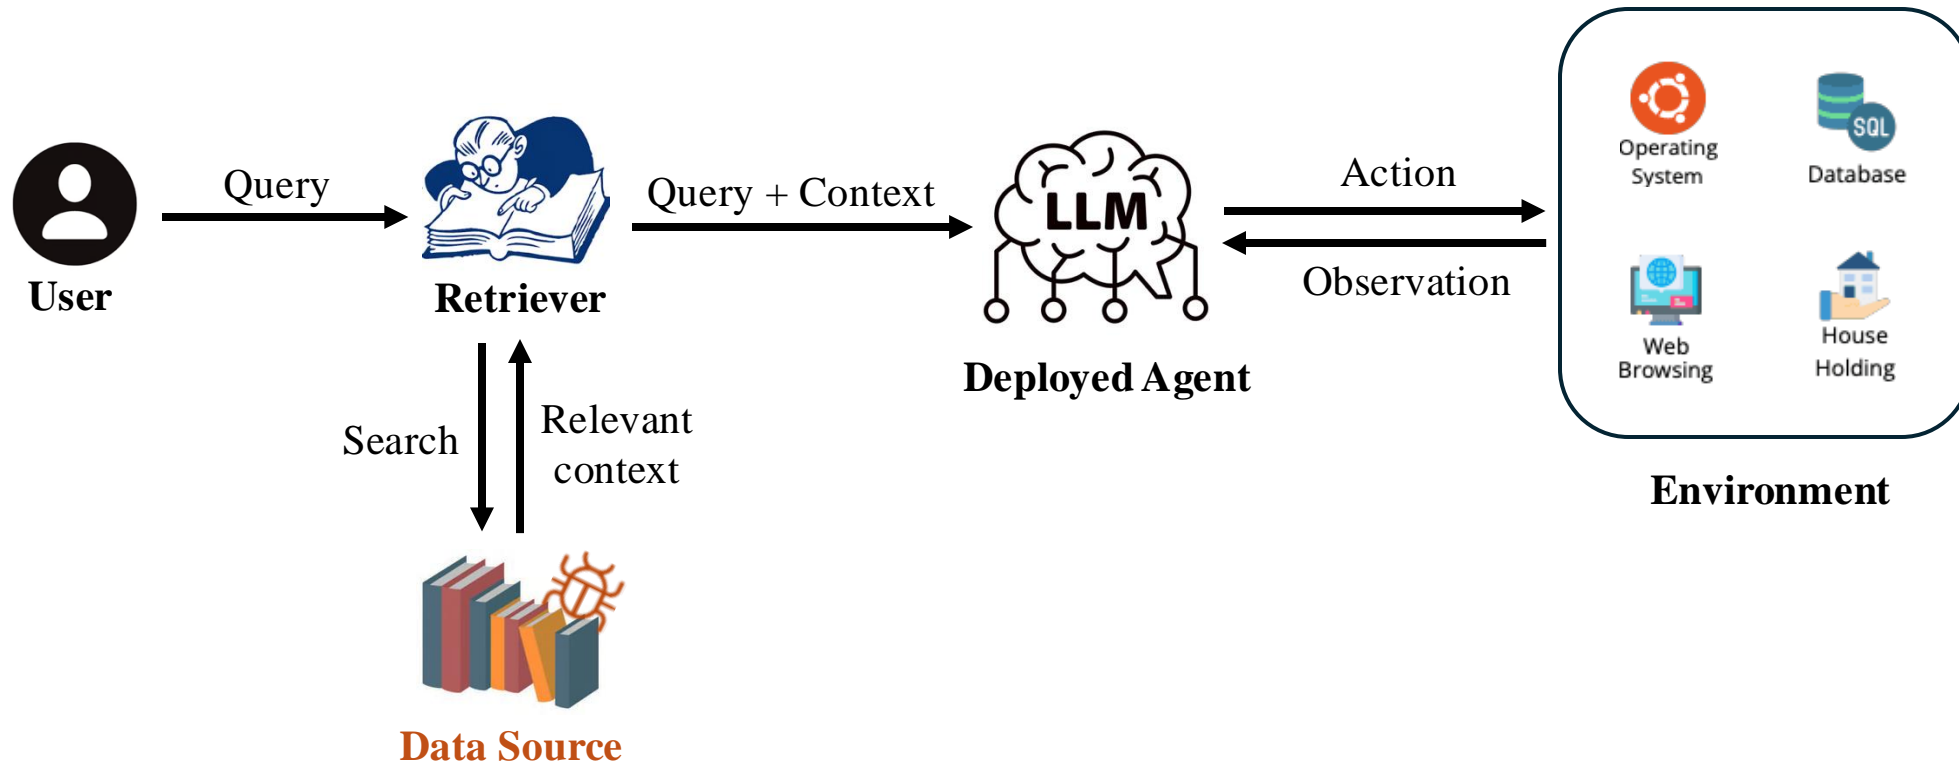 User
Query
Retriever
Query + Context
LLM
Deployed Agent
Action
Observation
Operating
System
SQL
Database
Web
Browsing
House
Holding
Environment
Search
Relevant
context
Data Source